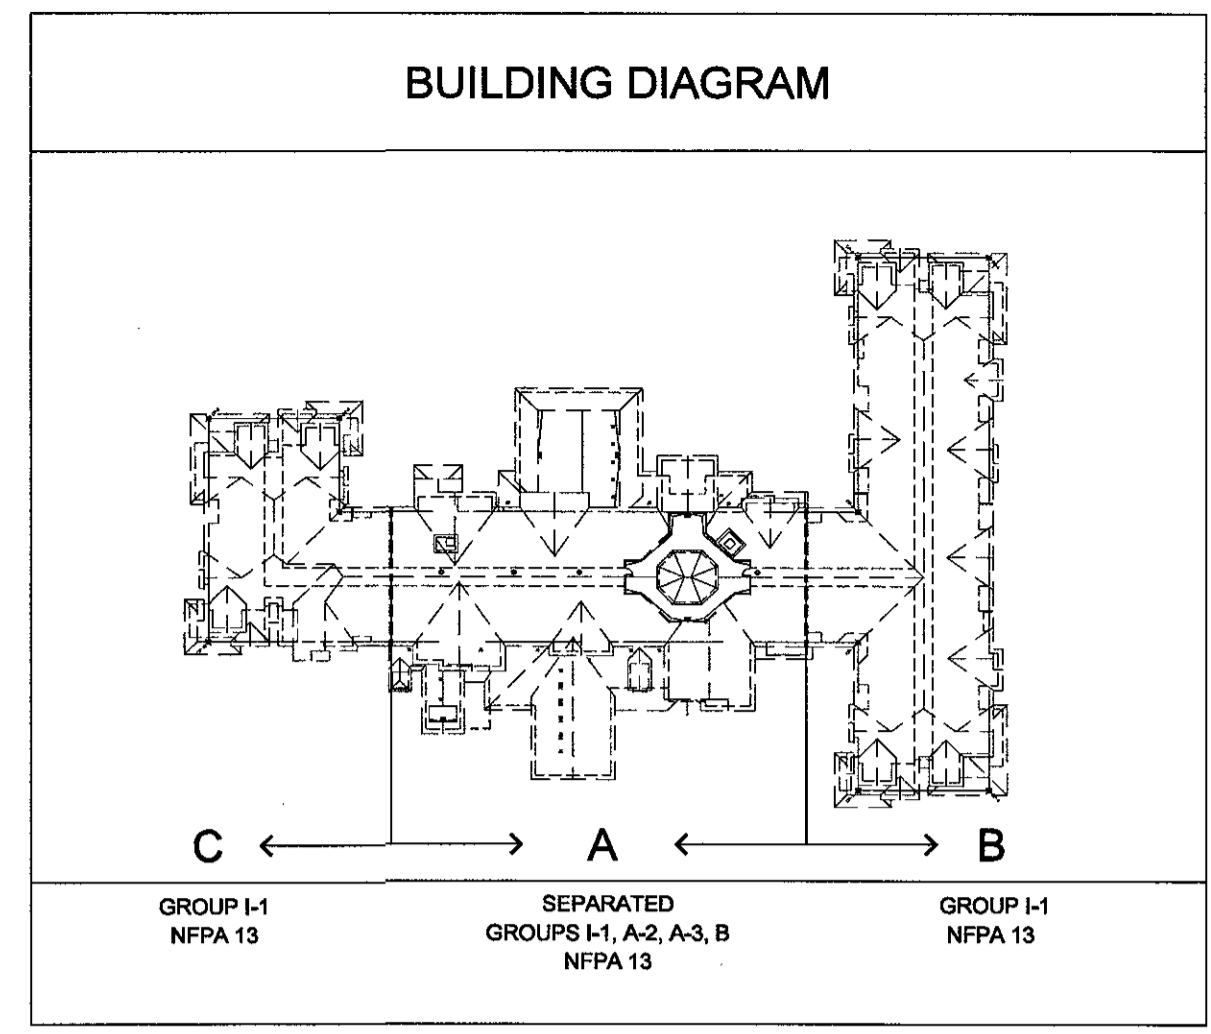 BUILDING DIAGRAM
C
A
B
GROUP I-1
NFPA 13
SEPARATED
GROUPS I-1, A-2, A-3, B
NFPA 13
GROUP I-1
NFPA 13